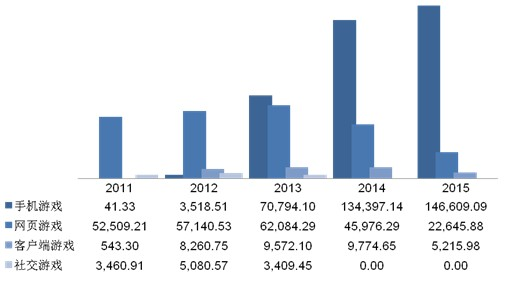 2011 2012 2013 2014 2015
手机游戏 41.33 3,518.51 70,794.10 134,397.14 146,609.09
网页游戏 52,509.21 57,140.53 62,084.29 45,976.29 22,645.88
客户端游戏 543.30 8,260.75 9,572.10 9,774.65 5,215.98
社交游戏 3,460.91 5,080.57 3,409.45 0.00 0.00